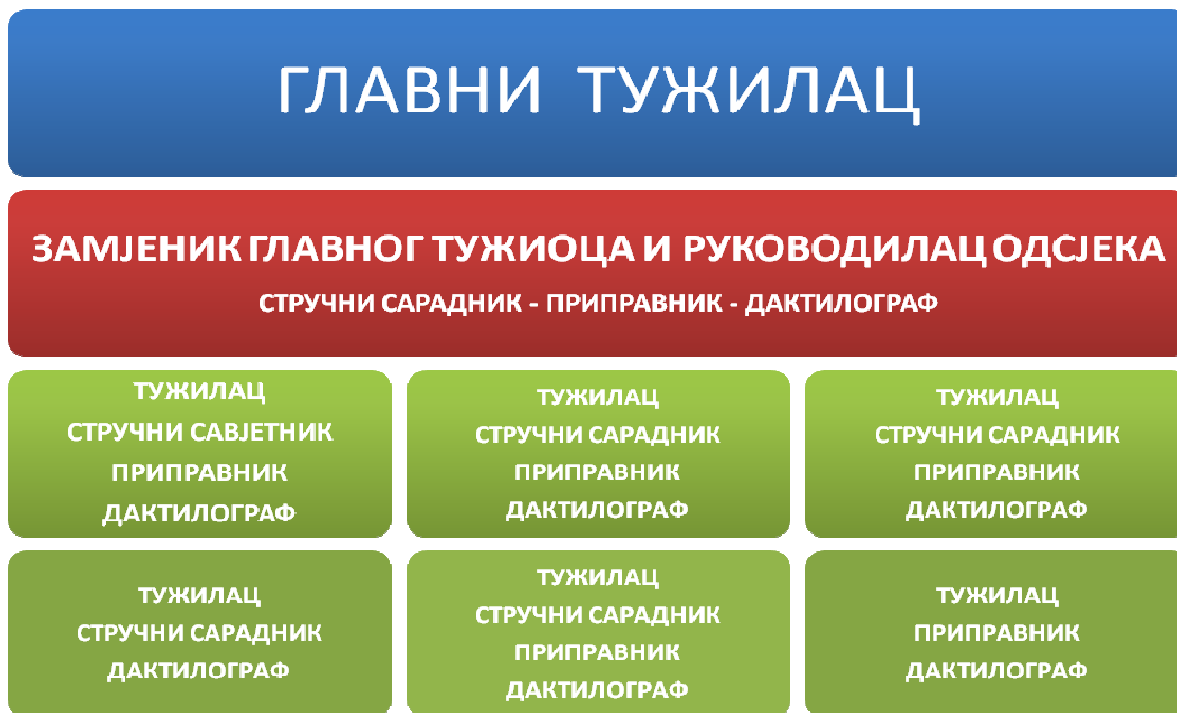 ГЛАВНИ ТУЖИЛАЦ
ЗАМЈЕНИК ГЛАВНОГ ТУЖИОЦА И РУКОВОДИЛАЦ ОДСЈЕКА
СТРУЧНИ САРАДНИК - ПРИПРАВНИК - ДАКТИЛОГРАФ
ТУЖИЛАЦ
СТРУЧНИ САВЈЕТНИК
ПРИПРАВНИК
ДАКТИЛОГРАФ
ТУЖИЛАЦ
СТРУЧНИ САРАДНИК
ПРИПРАВНИК
ДАКТИЛОГРАФ
ТУЖИЛАЦ
СТРУЧНИ САРАДНИК
ПРИПРАВНИК
ДАКТИЛОГРАФ
ТУЖИЛАЦ
СТРУЧНИ САРАДНИК
ДАКТИЛОГРАФ
ТУЖИЛАЦ
СТРУЧНИ САРАДНИК
ПРИПРАВНИК
ДАКТИЛОГРАФ
ТУЖИЛАЦ
ПРИПРАВНИК
ДАКТИЛОГРАФ